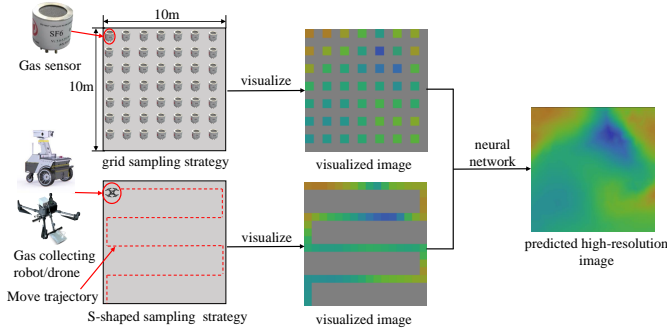 10m
SF6
Gas sensor
10m
grid sampling strategy
visualize
visualized image
neural
network
predicted high-resolution
image
Gas collecting
robot/drone
Move trajectory
S-shaped sampling strategy
visualize
visualized image